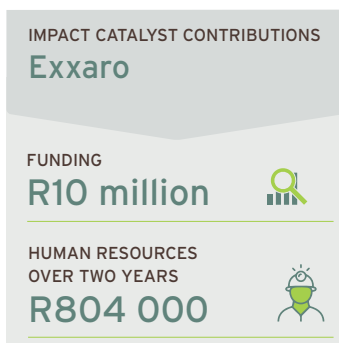 IMPACT CATALYST CONTRIBUTIONS
Exxaro
FUNDING
R10 million
HUMAN RESOURCES
OVER TWO YEARS
R804 000